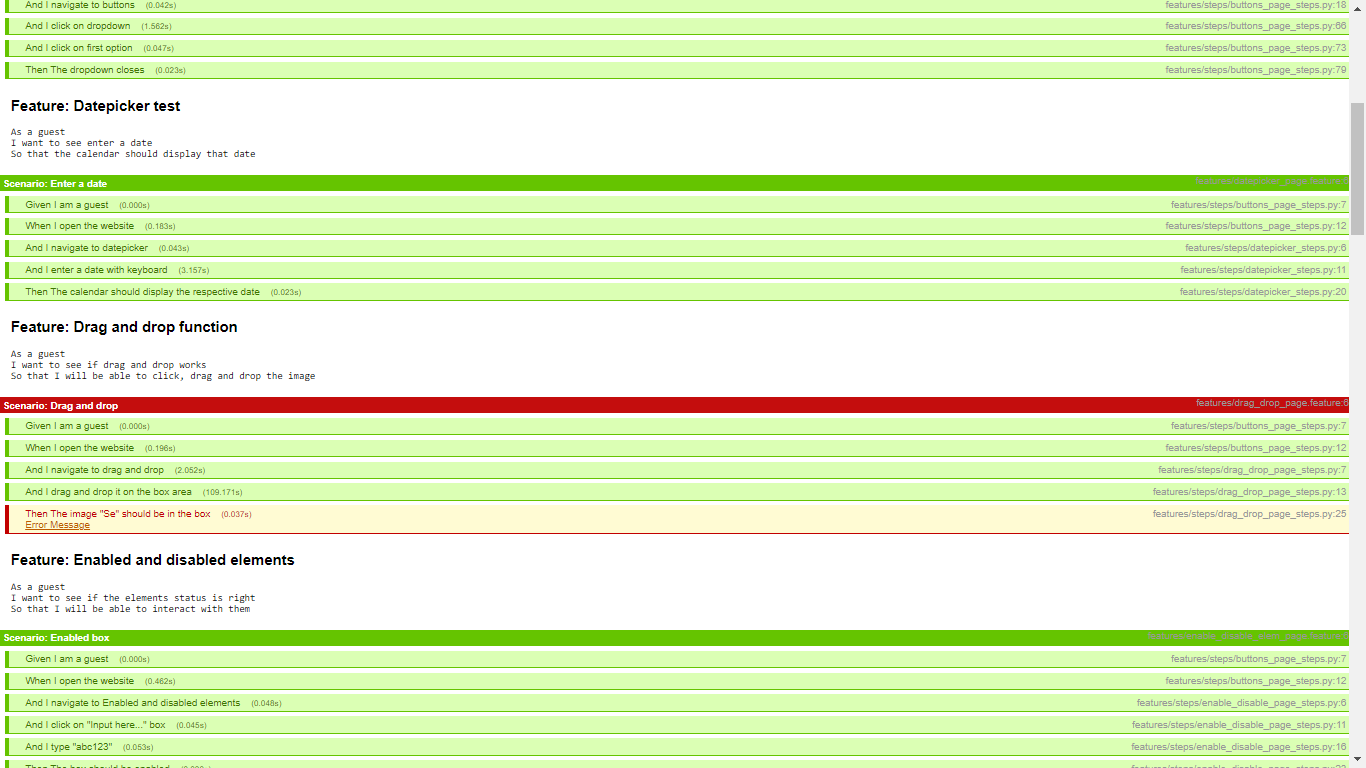 And I navigate to buttons (0.042s) features/steps/buttons_page_steps.py:18
And I click on dropdown (1.562s) features/steps/buttons_page_steps.py:66
And I click on first option (0.047s) features/steps/buttons_page_steps.py:73
Then The dropdown closes (0.023s) features/steps/buttons_page_steps.py:79
Feature: Datepicker test
As a guest
I want to see enter a date
So that the calendar should display that date
Scenario: Enter a date
Given I am a guest (0.000s) features/steps/buttons_page_steps.py:7
When I open the website (0.183s) features/steps/buttons_page_steps.py:12
And I navigate to datepicker (0.043s) features/steps/datepicker_steps.py:6
And I enter a date with keyboard (3.157s) features/steps/datepicker_steps.py:11
Then The calendar should display the respective date (0.023s) features/steps/datepicker_steps.py:20
Feature: Drag and drop function
As a guest
I want to see if drag and drop works
So that I will be able to click, drag and drop the image
Scenario: Drag and drop features/drag_drop_page.feature:6
Given I am a guest (0.000s) features/steps/buttons_page_steps.py:7
When I open the website (0.196s) features/steps/buttons_page_steps.py:12
And I navigate to drag and drop (2.052s) features/steps/drag_drop_page_steps.py:7
And I drag and drop it on the box area (109.171s) features/steps/drag_drop_page_steps.py:13
Then The image "Se" should be in the box (0.037s) features/steps/drag_drop_page_steps.py:25
Error Message
Feature: Enabled and disabled elements
As a guest
I want to see if the elements status is right
So that I will be able to interact with them
Scenario: Enabled box
Given I am a guest (0.000s) features/steps/buttons_page_steps.py:7
When I open the website (0.462s) features/steps/buttons_page_steps.py:12
And I navigate to Enabled and disabled elements (0.048s) features/steps/enable_disable_page_steps.py:6
And I click on "Input here..." box (0.045s) features/steps/enable_disable_page_steps.py:11
And I type "abc123" (0.053s) features/steps/enable_disable_page_steps.py:16